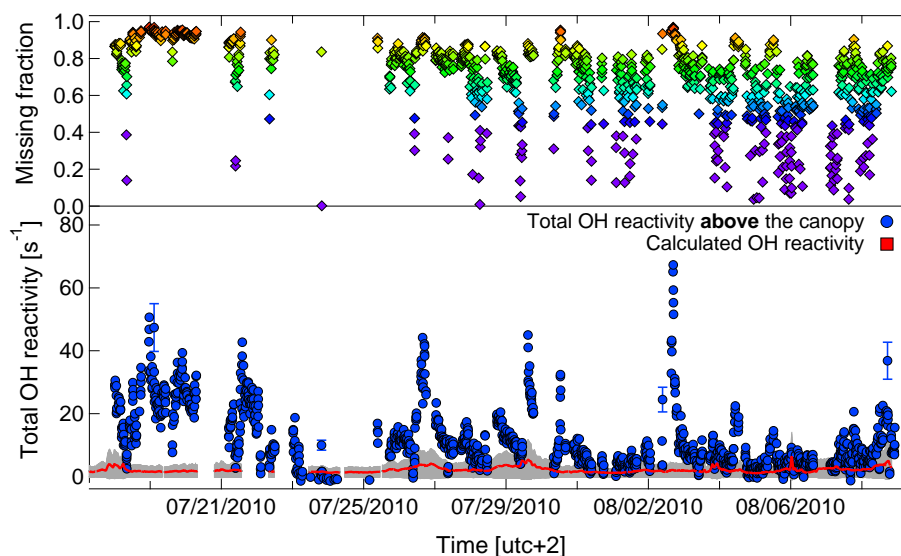 Missing fraction
1.0
0.8
0.6
0.4
0.2
0.0
Total OH reactivity [s⁻¹]
80
60
40
20
0
Total OH reactivity above the canopy
Calculated OH reactivity
07/21/2010 07/25/2010 07/29/2010 08/02/2010 08/06/2010
Time [utc+2]